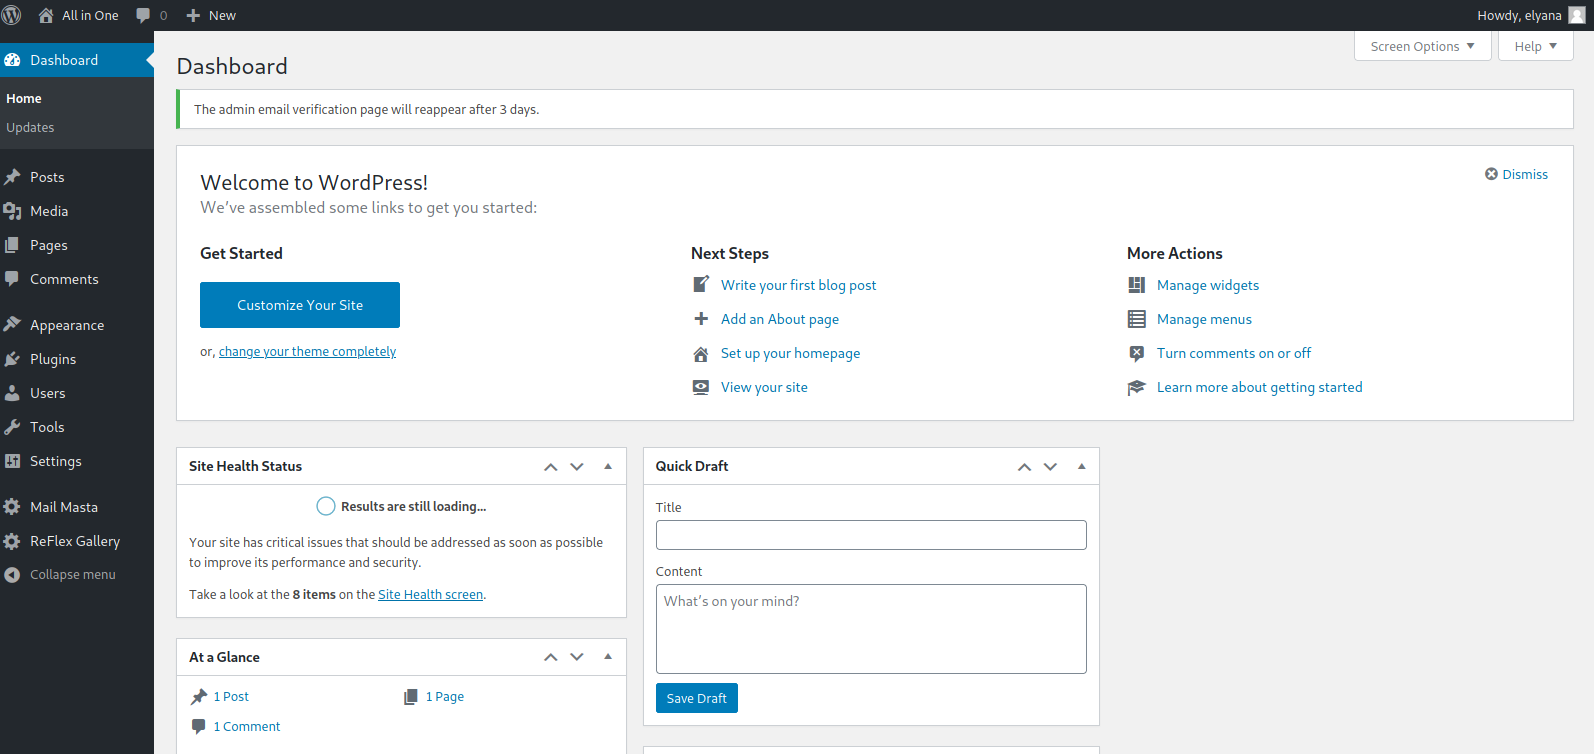 All in One
0
New
Howdy, elyana
Dashboard
Home
Updates
Posts
Media
Pages
Comments
Appearance
Plugins
Users
Tools
Settings
Mail Masta
ReFlex Gallery
Collapse menu
Screen Options
Help
Dashboard
The admin email verification page will reappear after 3 days.
Welcome to WordPress!
We’ve assembled some links to get you started:
Dismiss
Get Started
Customize Your Site
or, change your theme completely
Next Steps
Write your first blog post
Add an About page
Set up your homepage
View your site
More Actions
Manage widgets
Manage menus
Turn comments on or off
Learn more about getting started
Site Health Status
Results are still loading…
Your site has critical issues that should be addressed as soon as possible
to improve its performance and security.
Take a look at the 8 items on the Site Health screen.
At a Glance
1 Post
1 Page
1 Comment
Quick Draft
Title
Content
What’s on your mind?
Save Draft